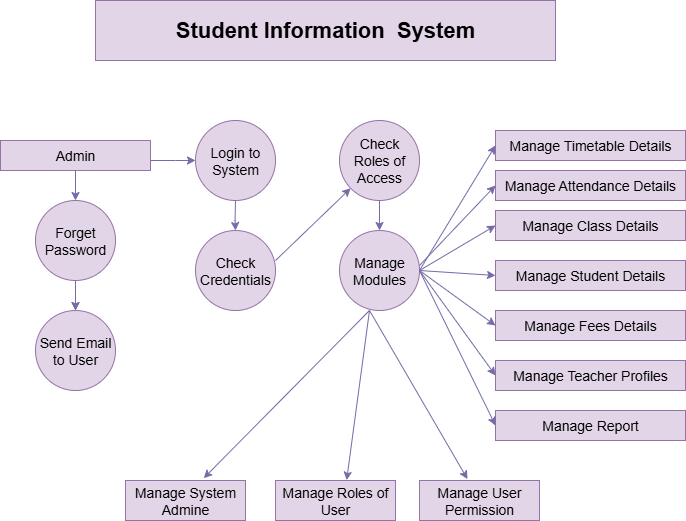 Student Information  System
Admin
Login to
System
Check
Roles of
Access
Forget
Password
Check
Credentials
Manage
Modules
Send Email
to User
Manage Timetable Details
Manage Attendance Details
Manage Class Details
Manage Student Details
Manage Fees Details
Manage Teacher Profiles
Manage Report
Manage System
Admine
Manage Roles of
User
Manage User
Permission